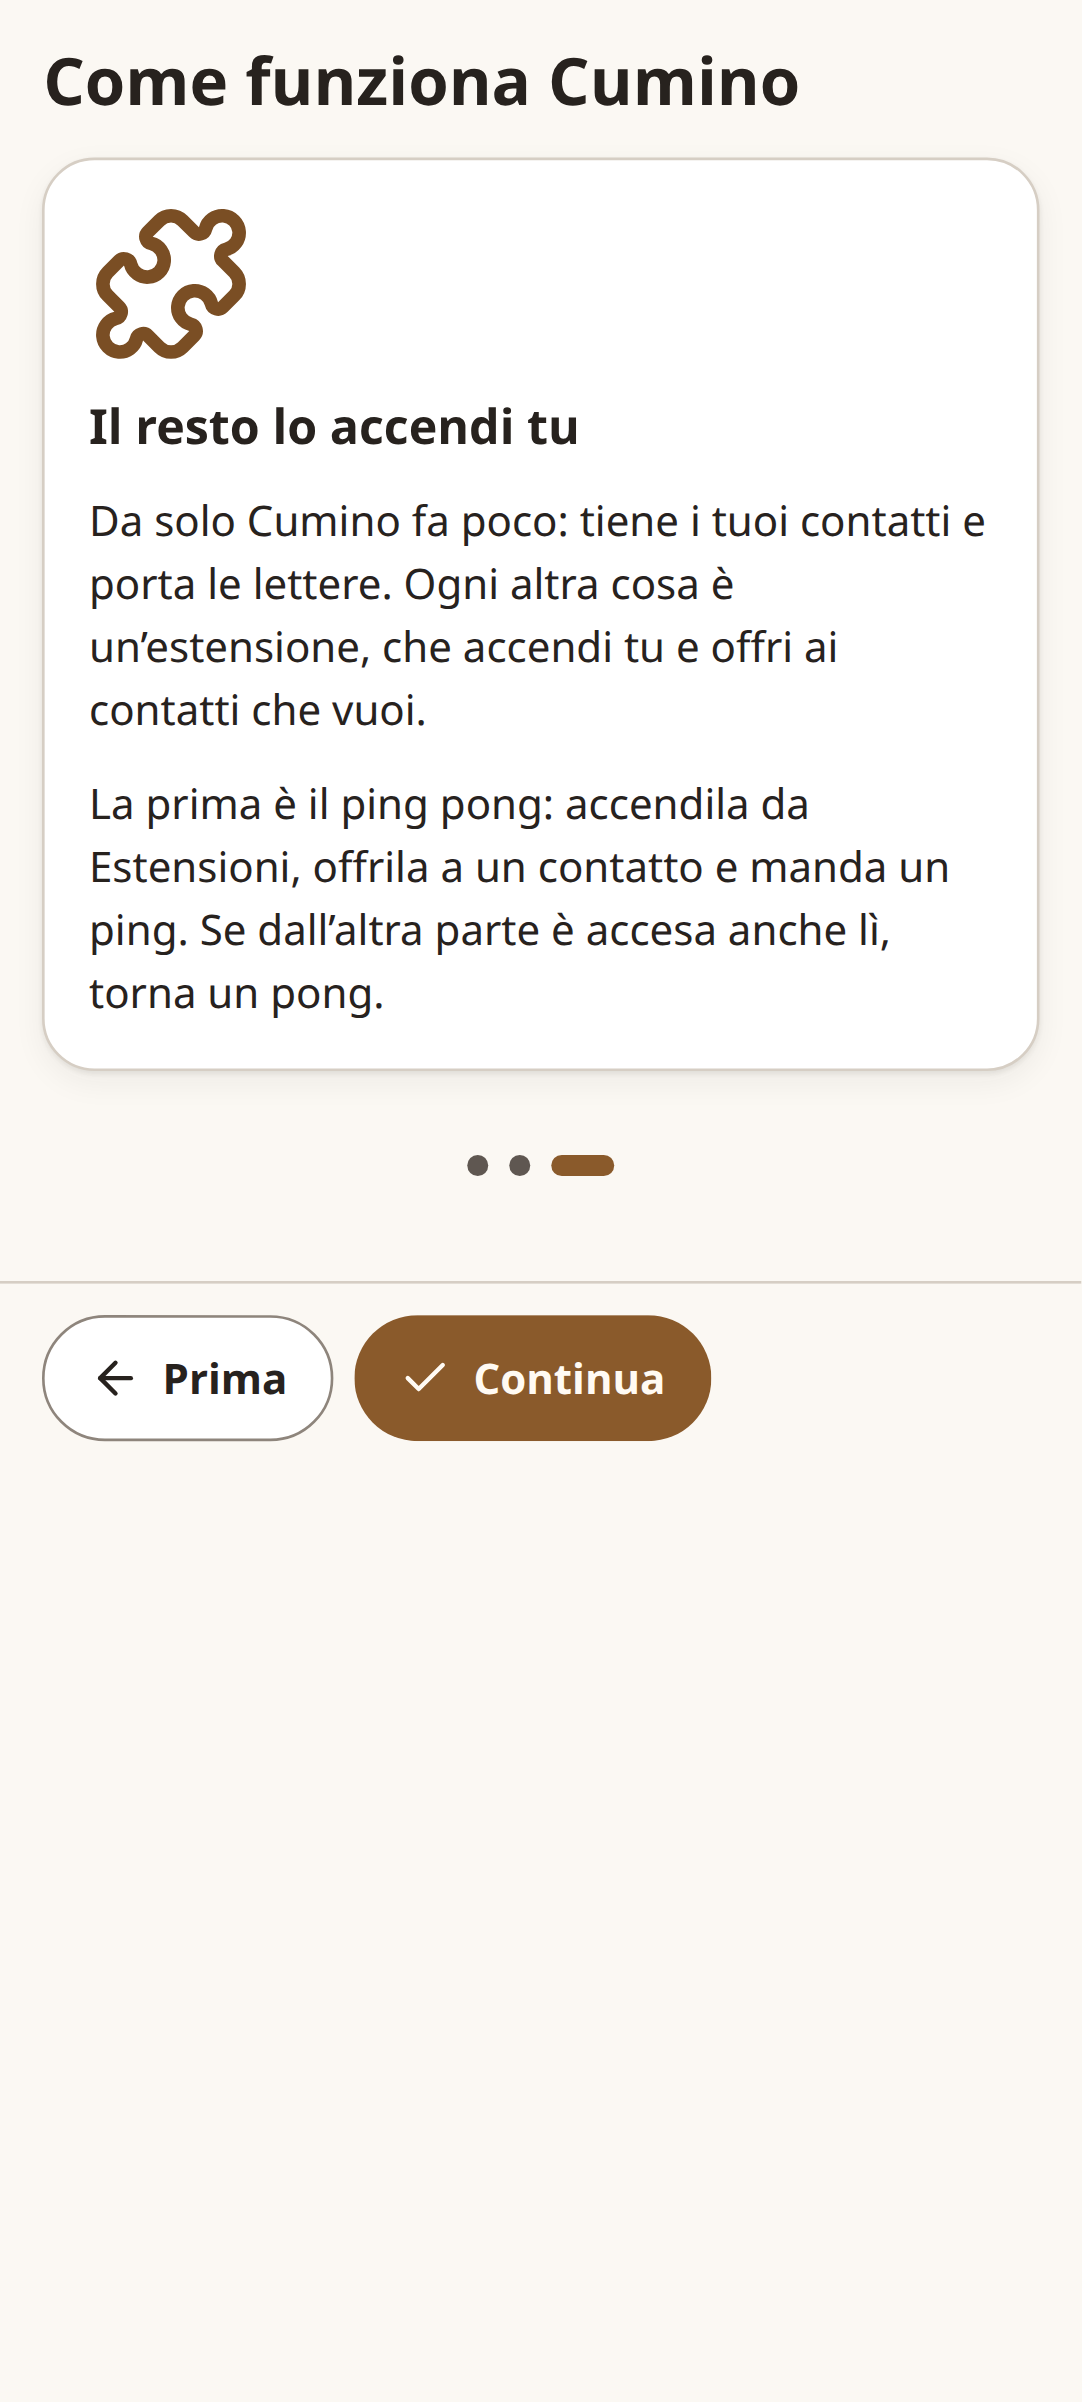 Come funziona Cumino
Il resto lo accendi tu
Da solo Cumino fa poco: tiene i tuoi contatti e
porta le lettere. Ogni altra cosa è
un’estensione, che accendi tu e offri ai
contatti che vuoi.
La prima è il ping pong: accendila da
Estensioni, offrila a un contatto e manda un
ping. Se dall’altra parte è accesa anche lì,
torna un pong.
Prima
Continua